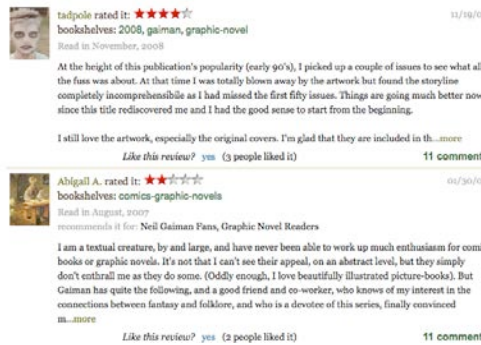 tadpole rated it:
11/19/0
bookshelves: 2008, gaiman, graphic-novel
Read in November, 2008
At the height of this publication's popularity (early 90's), I picked up a couple of issues to see what all
the fuss was about. At that time I was totally blown away by the artwork but found the storyline
completely incomprehensibile as I had missed the first fifty issues. Things are going much better now
since this title rediscovered me and I had the good sense to start from the beginning.
I still love the artwork, especially the original covers. I'm glad that they are included in th...more
Like this review? yes (3 people liked it)
11 comment
Abigail A. rated it:
01/30/0
bookshelves: comics-graphic-novels
Read in August, 2007
recommends it for: Neil Gaiman Fans, Graphic Novel Readers
I am a textual creature, by and large, and have never been able to work up much enthusiasm for comi
books or graphic novels. It's not that I can't see their appeal, on an abstract level, but they simply
don't enthrall me as they do some. (Oddly enough, I love beautifully illustrated picture-books). But
Gaiman has quite the following, and a good friend and co-worker, who knows of my interest in the
connections between fantasy and folklore, and who is a devotee of this series, finally convinced
m...more
Like this review? yes (2 people liked it)
11 comment